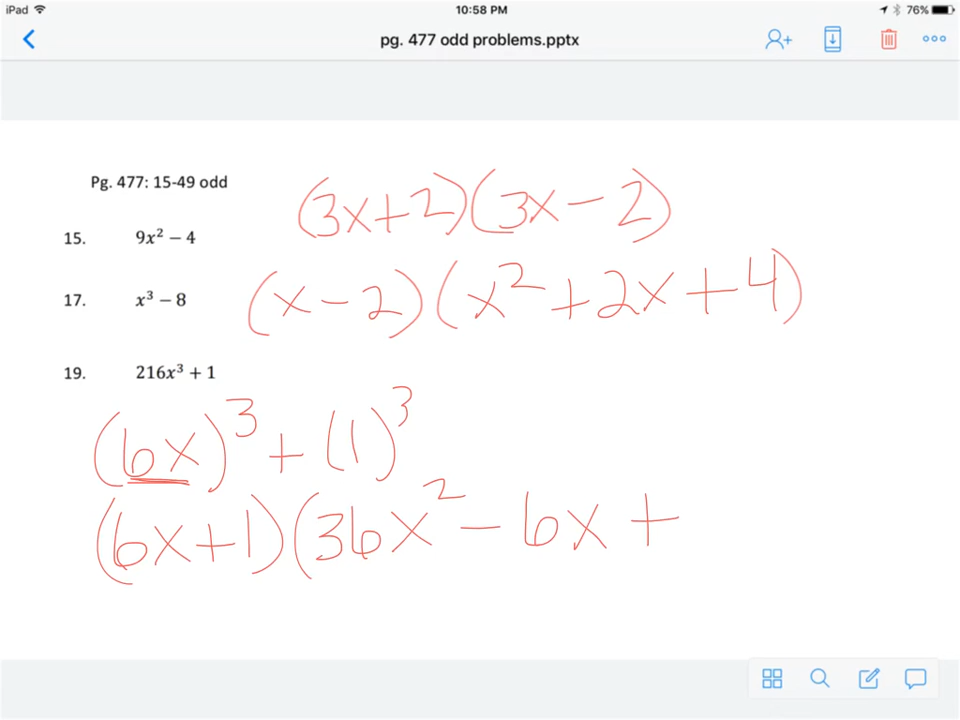 iPad 10:58 PM 76%
pg. 477 odd problems.pptx
Pg. 477: 15-49 odd
(3x+2)(3x-2)
15. 9x² − 4
(x-2)(x²+2x+4)
17. x³ − 8
19. 216x³ + 1
(6x)³+(1)³
(6x+1)(36x²-6x+